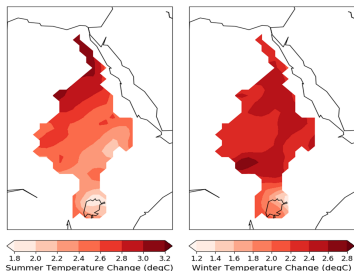 1.8 2.0 2.2 2.4 2.6 2.8 3.0 3.2
Summer Temperature Change (degC)
1.2 1.4 1.6 1.8 2.0 2.2 2.4 2.6 2.8
Winter Temperature Change (degC)